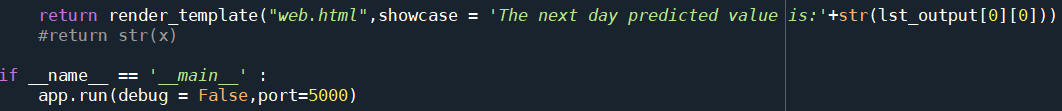 return render_template("web.html",showcase = 'The next day predicted value is:'+str(lst_output[0][0]))
#return str(x)
if __name__ == '__main__' :
app.run(debug = False,port=5000)